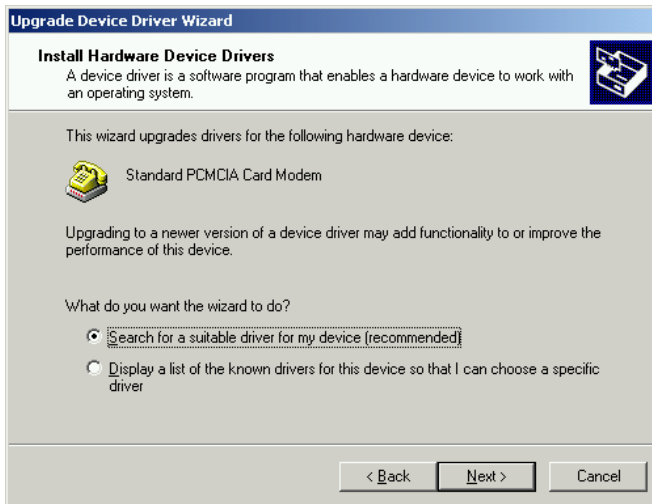 Upgrade Device Driver Wizard
Install Hardware Device Drivers
A device driver is a software program that enables a hardware device to work with
an operating system.
This wizard upgrades drivers for the following hardware device:
Standard PCMCIA Card Modem
Upgrading to a newer version of a device driver may add functionality to or improve the
performance of this device.
What do you want the wizard to do?
Search for a suitable driver for my device (recommended)
Display a list of the known drivers for this device so that I can choose a specific
driver
< Back Next > Cancel